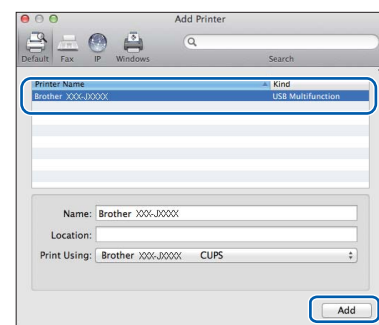 Add Printer
Default Fax IP Windows Search
Printer Name Kind
Brother XXX-JXXXX USB Multifunction
Name: Brother XXX-JXXXX
Location:
Print Using: Brother XXX-JXXXX CUPS
Add